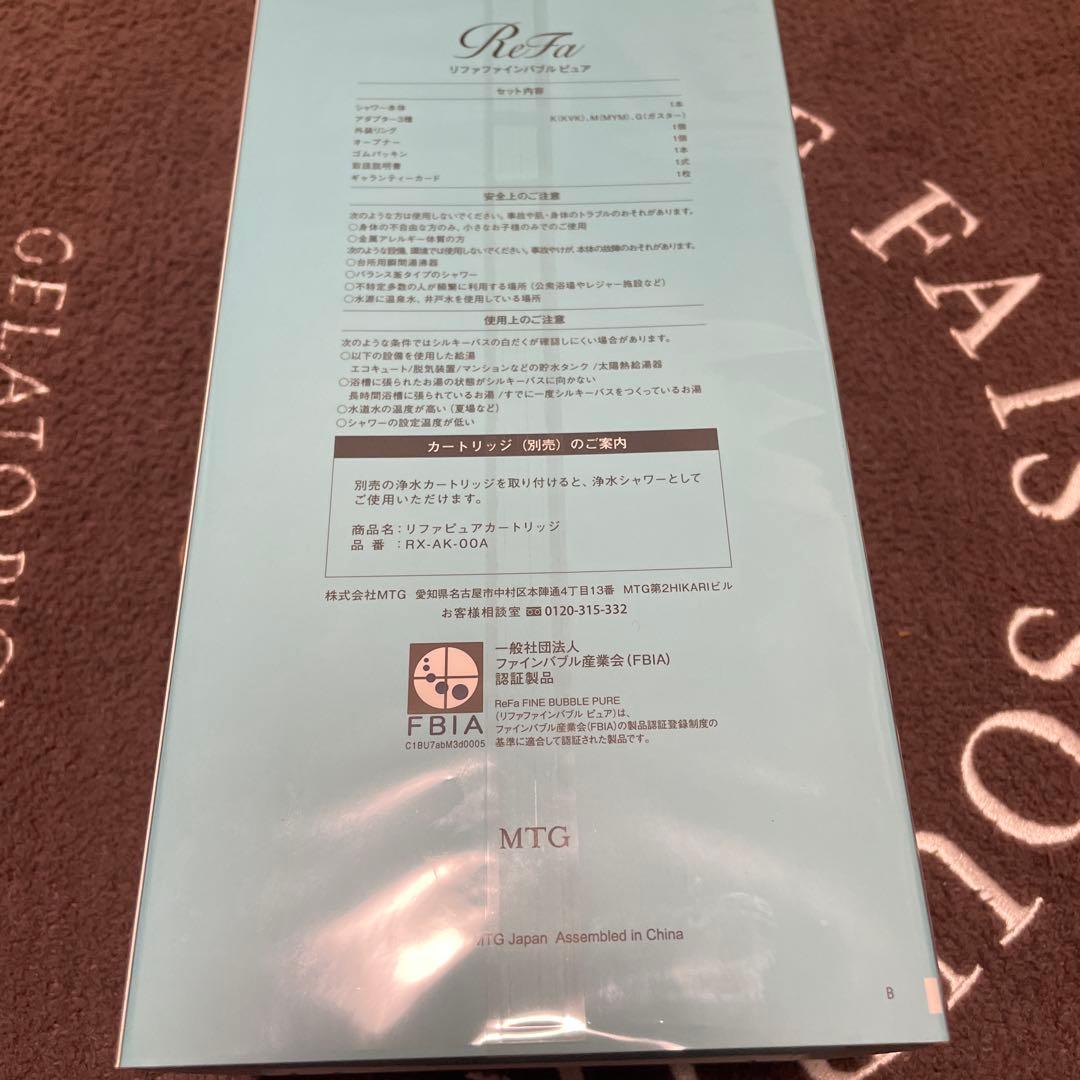 ReFa
リファファインバブル ピュア
セット内容
シャワー本体 1本
アダプター3種 K(KVK)、M(MYM)、G(ガスター)
外装リング 1個
オープナー 1個
ゴムパッキン 1本
取扱説明書 1式
ギャランティーカード 1枚
安全上のご注意
次のような方は使用しないでください。事故や肌・身体のトラブルのおそれがあります。
○身体の不自由な方のみ、小さなお子様のみでのご使用
○金属アレルギー体質の方
次のような設備、環境では使用しないでください。事故やけが、本体の故障のおそれがあります。
○台所用瞬間湯沸器
○バランス釜タイプのシャワー
○不特定多数の人が頻繁に利用する場所（公衆浴場やレジャー施設など）
○水源に温泉水、井戸水を使用している場所
使用上のご注意
次のような条件ではシルキーバスの白だくが確認しにくい場合があります。
○以下の設備を使用した給湯
エコキュート/脱気装置/マンションなどの貯水タンク/太陽熱給湯器
○浴槽に張られたお湯の状態がシルキーバスに向かない
長時間浴槽に張られているお湯/すでに一度シルキーバスをつくっているお湯
○水道水の温度が高い（夏場など）
○シャワーの設定温度が低い
カートリッジ（別売）のご案内
別売の浄水カートリッジを取り付けると、浄水シャワーとして
ご使用いただけます。
商品名：リファピュアカートリッジ
品 番 ：RX-AK-00A
株式会社MTG 愛知県名古屋市中村区本陣通4丁目13番 MTG第2HIKARIビル
お客様相談室 0120-315-332
一般社団法人
ファインバブル産業会(FBIA)
認証製品
FBIA
C1BU7abM3d0005
ReFa FINE BUBBLE PURE
(リファファインバブル ピュア)は、
ファインバブル産業会(FBIA)の製品認証登録制度の
基準に適合して認証された製品です。
MTG
MTG Japan Assembled in China
B
GELATO
FAIS
SOU